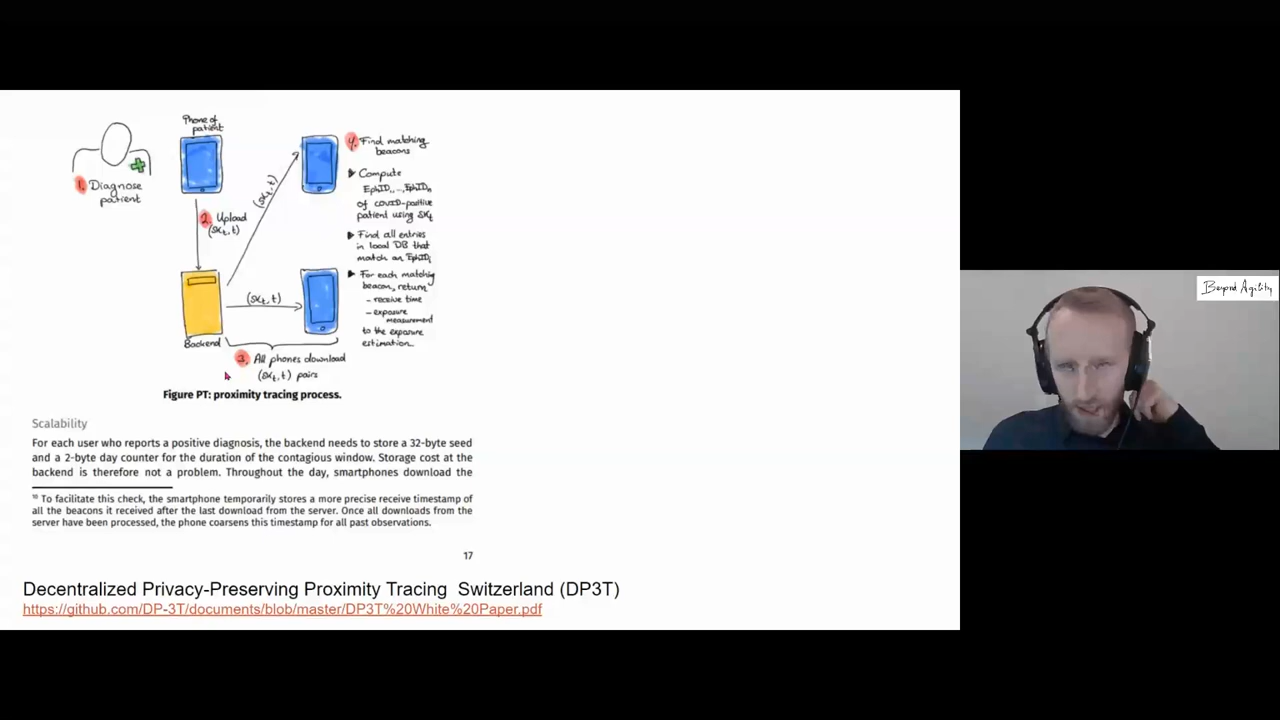 Phone of
patient
1. Diagnose
patient
2. Upload
(SKt, t)
(SKt, t)
(SKt, t)
Backend
3. All phones download
(SKt, t) pairs
4. Find matching
beacons
▶ Compute
EphID1, ..., EphIDn
of COVID-positive
patient using SKt
▶ Find all entries
in local DB that
match an EphIDi
▶ For each matching
beacon, return
- receive time
- exposure
measurement
to the exposure
estimation.
Figure PT: proximity tracing process.
Scalability
For each user who reports a positive diagnosis, the backend needs to store a 32-byte seed
and a 2-byte day counter for the duration of the contagious window. Storage cost at the
backend is therefore not a problem. Throughout the day, smartphones download the
10 To facilitate this check, the smartphone temporarily stores a more precise receive timestamp of
all the beacons it received after the last download from the server. Once all downloads from the
server have been processed, the phone coarsens this timestamp for all past observations.
17
Decentralized Privacy-Preserving Proximity Tracing Switzerland (DP3T)
https://github.com/DP-3T/documents/blob/master/DP3T%20White%20Paper.pdf
Beyond Agility